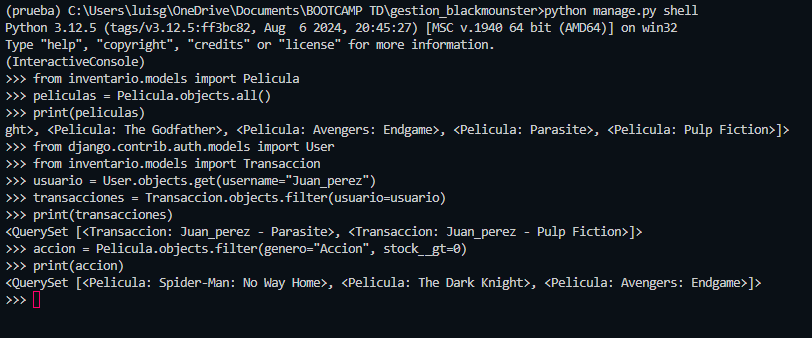 (prueba) C:\Users\luisg\OneDrive\Documents\BOOTCAMP TD\gestion_blackmounster>python manage.py shell
Python 3.12.5 (tags/v3.12.5:ff3bc82, Aug  6 2024, 20:45:27) [MSC v.1940 64 bit (AMD64)] on win32
Type "help", "copyright", "credits" or "license" for more information.
(InteractiveConsole)
>>> from inventario.models import Pelicula
>>> peliculas = Pelicula.objects.all()
>>> print(peliculas)
ght>, <Pelicula: The Godfather>, <Pelicula: Avengers: Endgame>, <Pelicula: Parasite>, <Pelicula: Pulp Fiction>]>
>>> from django.contrib.auth.models import User
>>> from inventario.models import Transaccion
>>> usuario = User.objects.get(username="Juan_perez")
>>> transacciones = Transaccion.objects.filter(usuario=usuario)
>>> print(transacciones)
<QuerySet [<Transaccion: Juan_perez - Parasite>, <Transaccion: Juan_perez - Pulp Fiction>]>
>>> accion = Pelicula.objects.filter(genero="Accion", stock__gt=0)
>>> print(accion)
<QuerySet [<Pelicula: Spider-Man: No Way Home>, <Pelicula: The Dark Knight>, <Pelicula: Avengers: Endgame>]>
>>>